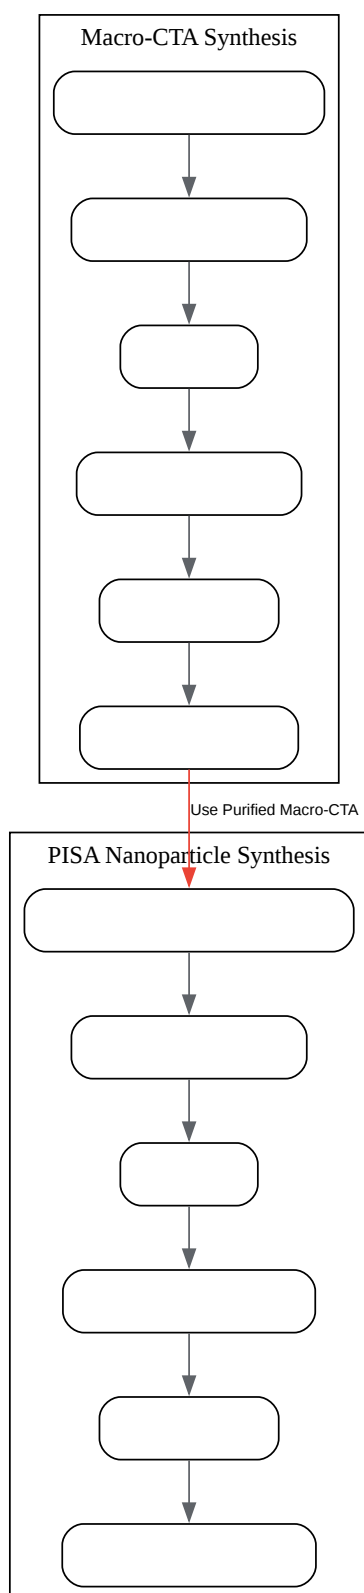 Macro-CTA Synthesis
Use Purified Macro-CTA
PISA Nanoparticle Synthesis